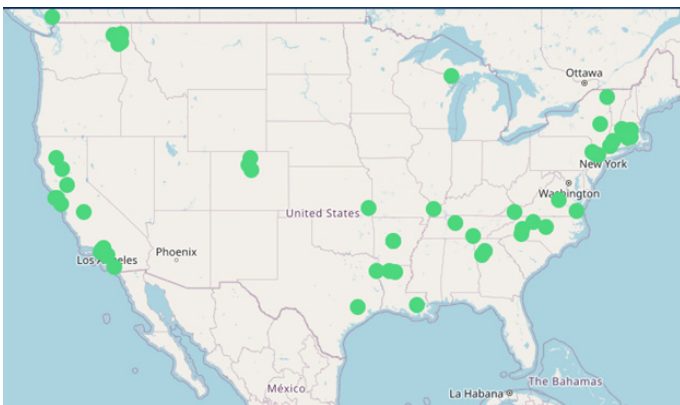 Ottawa
New York
Washington
United States
Phoenix
Los Angeles
México
La Habana
The Bahamas